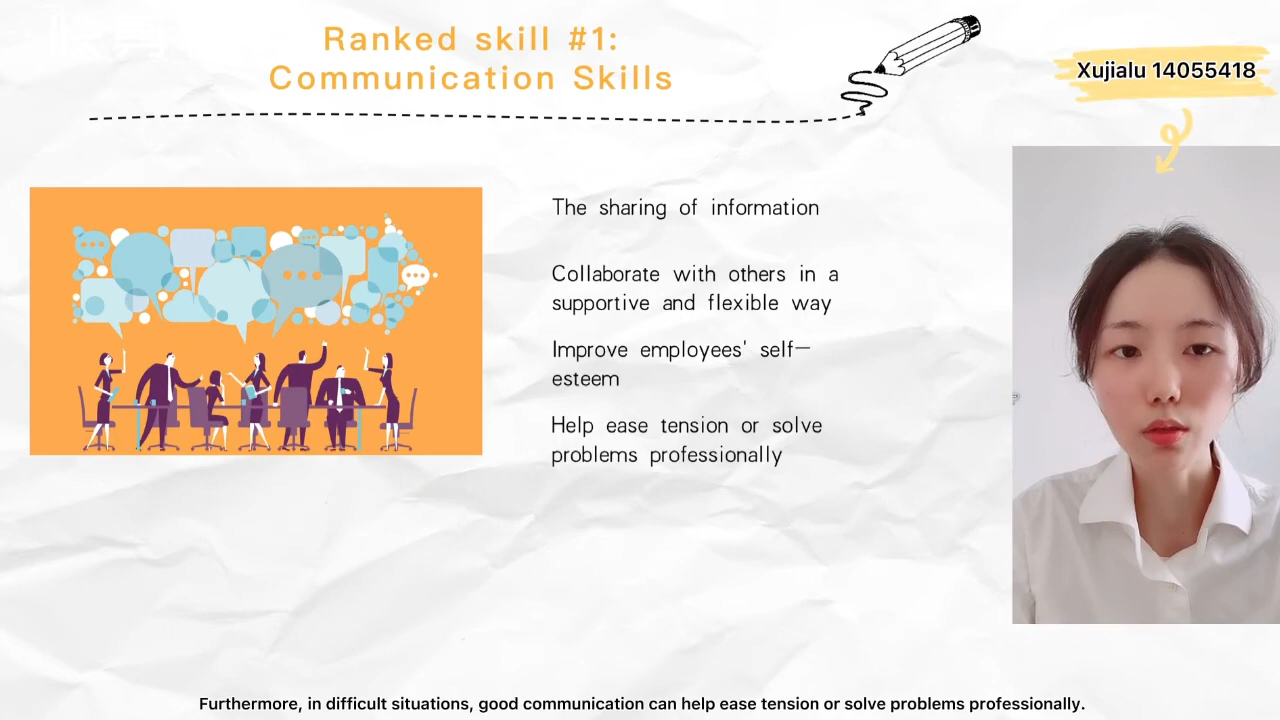 Ranked skill #1:
Communication Skills
Xujialu 14055418
The sharing of information
Collaborate with others in a
supportive and flexible way
Improve employees' self—
esteem
Help ease tension or solve
problems professionally
Furthermore, in difficult situations, good communication can help ease tension or solve problems professionally.